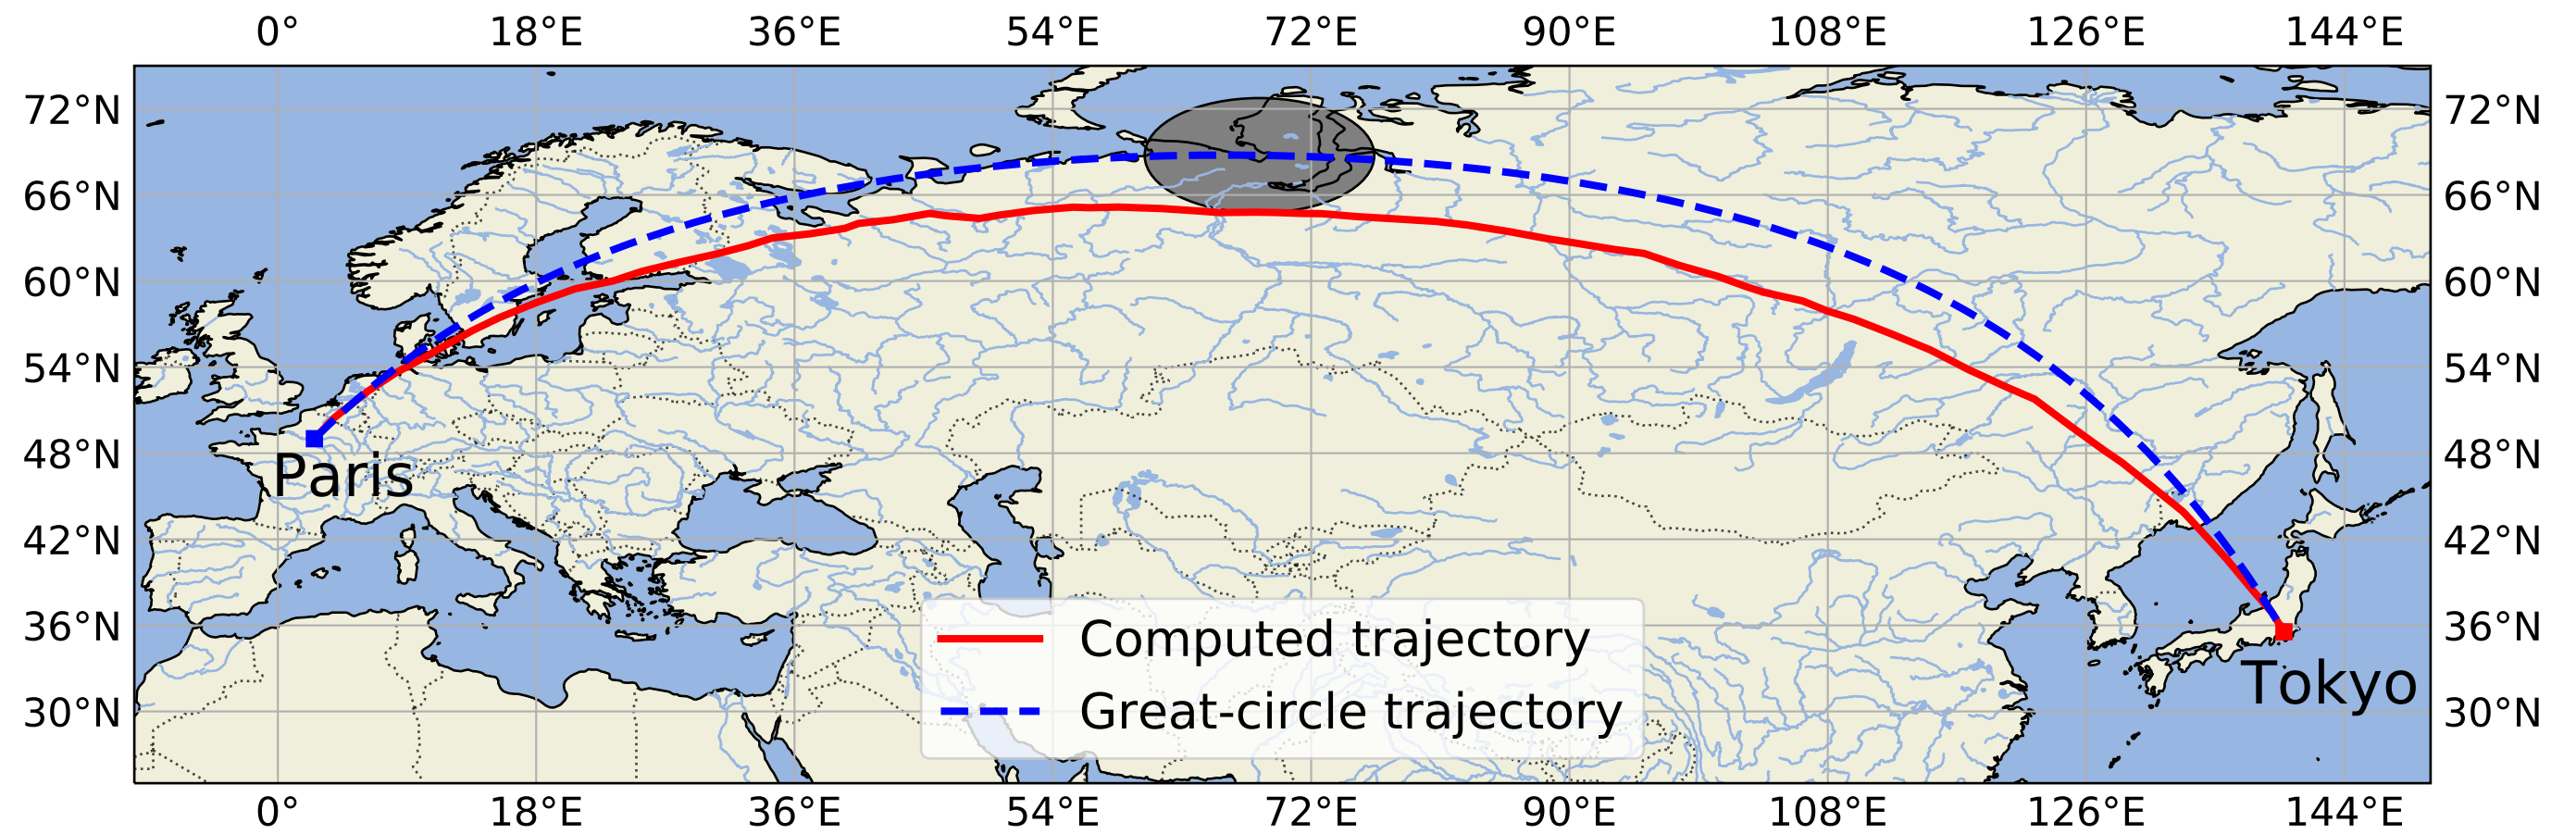 0° 18°E 36°E 54°E 72°E 90°E 108°E 126°E 144°E
72°N 72°N
66°N 66°N
60°N 60°N
54°N 54°N
48°N 48°N
Paris
42°N 42°N
36°N 36°N
Computed trajectory
Tokyo
30°N 30°N
Great-circle trajectory
0° 18°E 36°E 54°E 72°E 90°E 108°E 126°E 144°E